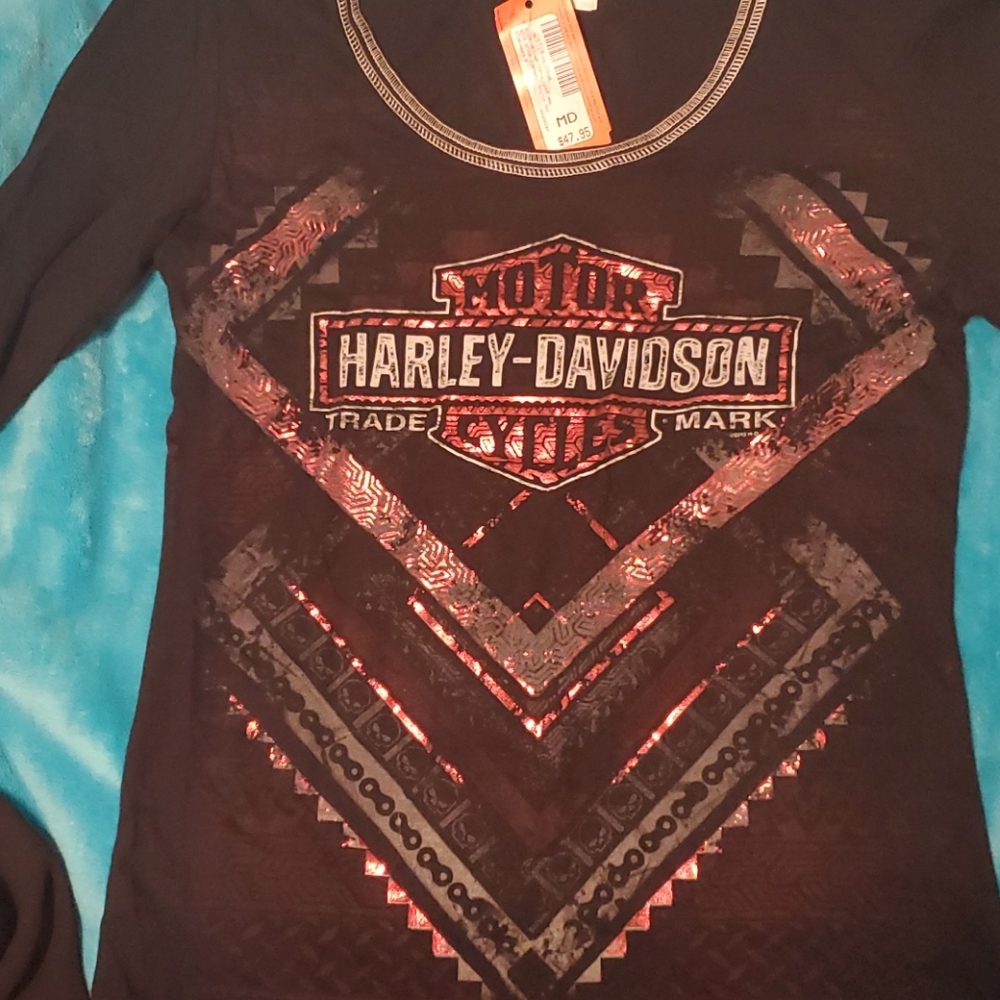 MD
$47.95
MOTOR
HARLEY-DAVIDSON
TRADE MARK
CYCLES